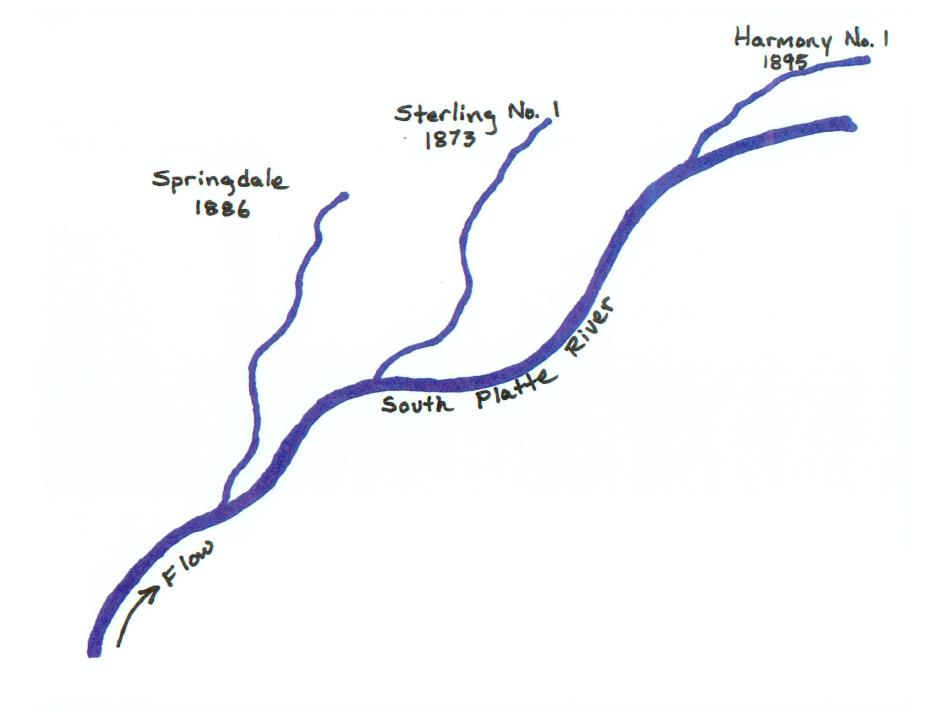 Harmony No. 1
1895
Sterling No. 1
1873
Springdale
1886
South Platte River
Flow